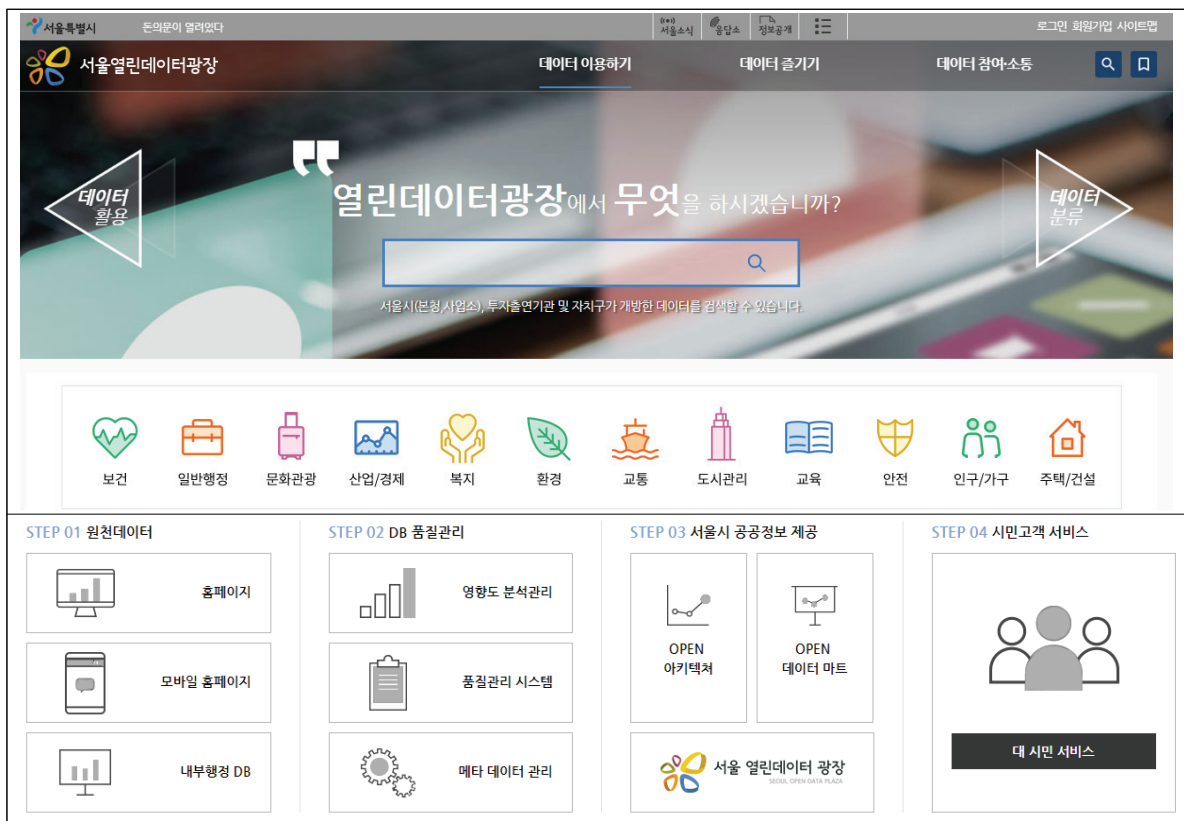 서울특별시
돈의문이 열려있다
서울소식
응답소
정보공개
로그인 회원가입 사이트맵
서울열린데이터광장
데이터 이용하기
데이터 즐기기
데이터 참여·소통
데이터
활용
열린데이터광장에서 무엇을 하시겠습니까?
데이터
분류
서울시(본청,사업소), 투자출연기관 및 자치구가 개방한 데이터를 검색할 수 있습니다.
보건
일반행정
문화관광
산업/경제
복지
환경
교통
도시관리
교육
안전
인구/가구
주택/건설
STEP 01 원천데이터
홈페이지
모바일 홈페이지
내부행정 DB
STEP 02 DB 품질관리
영향도 분석관리
품질관리 시스템
메타 데이터 관리
STEP 03 서울시 공공정보 제공
OPEN
아키텍쳐
OPEN
데이터 마트
서울 열린데이터 광장
SEOUL OPEN DATA PLAZA
STEP 04 시민고객 서비스
대 시민 서비스